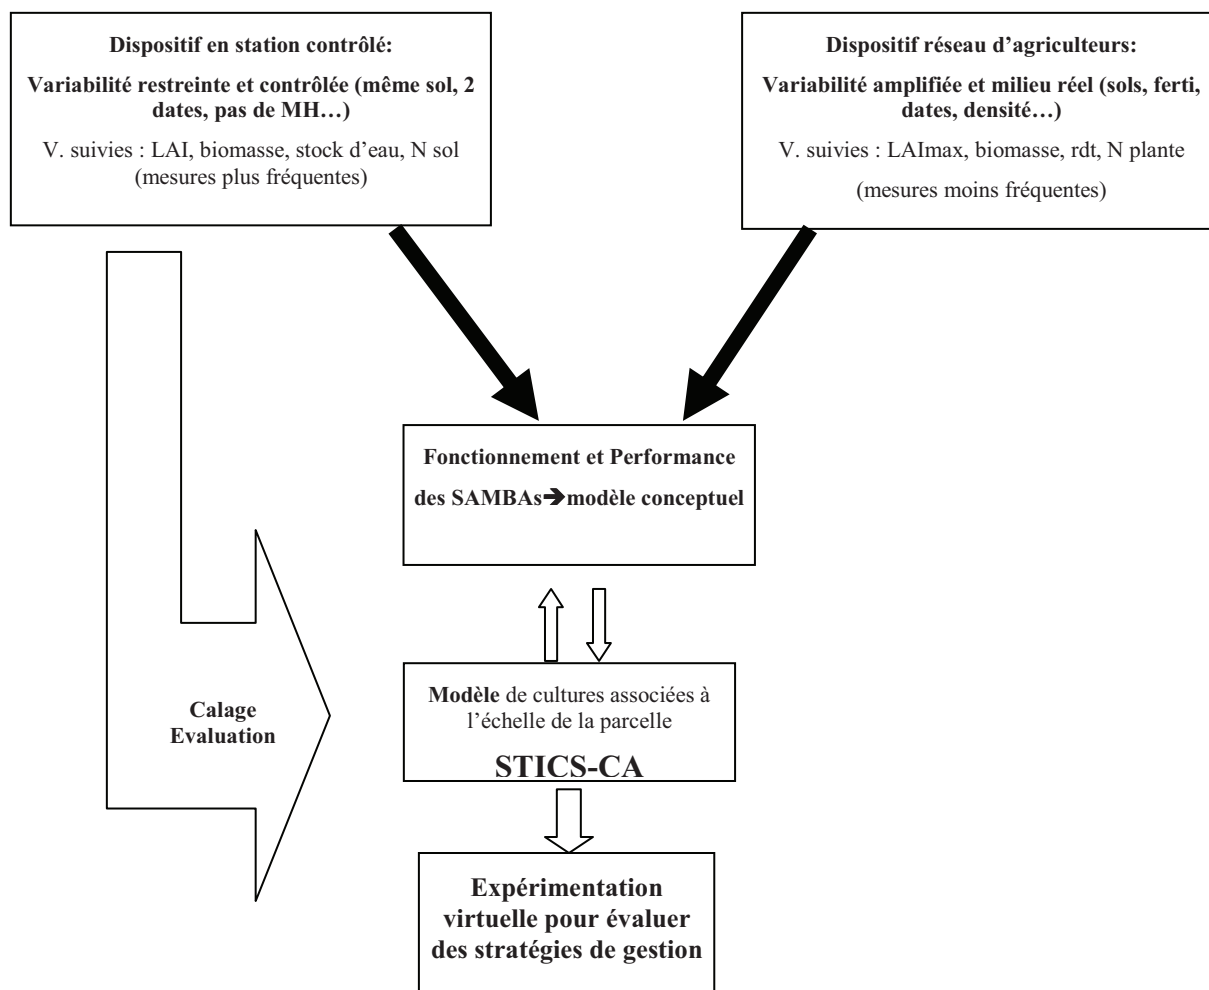 Dispositif en station contrôlé:
Variabilité restreinte et contrôlée (même sol, 2
dates, pas de MH…)
V. suivies : LAI, biomasse, stock d'eau, N sol
(mesures plus fréquentes)
Dispositif réseau d'agriculteurs:
Variabilité amplifiée et milieu réel (sols, ferti,
dates, densité…)
V. suivies : LAImax, biomasse, rdt, N plante
(mesures moins fréquentes)
Fonctionnement et Performance
des SAMBAs➔modèle conceptuel
Calage
Evaluation
Modèle de cultures associées à
l'échelle de la parcelle
STICS-CA
Expérimentation
virtuelle pour évaluer
des stratégies de gestion